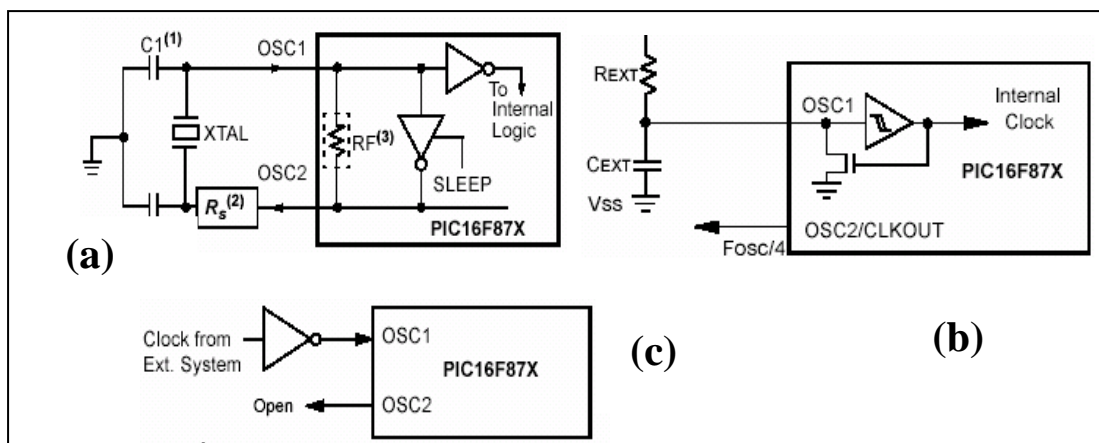 C1(1)
OSC1
XTAL
RF(3)
To
Internal
Logic
OSC2
SLEEP
Rs(2)
PIC16F87X
(a)
REXT
OSC1
Internal
Clock
CEXT
PIC16F87X
VSS
OSC2/CLKOUT
Fosc/4
(b)
Clock from
Ext. System
OSC1
PIC16F87X
Open
OSC2
(c)